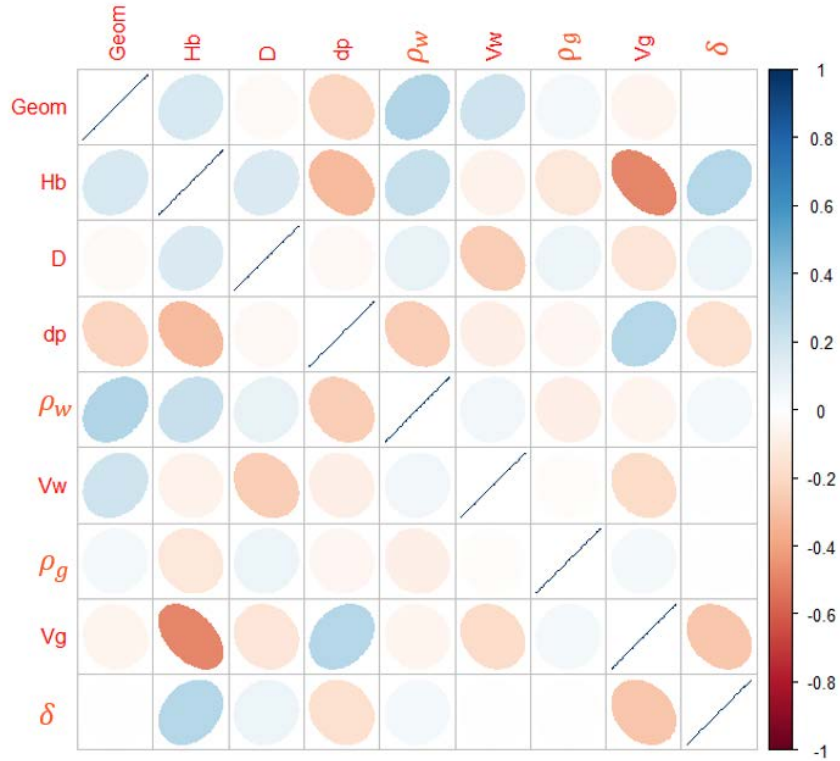 Geom Hb D dp ρw Vw ρg Vg δ
Geom
Hb
D
dp
ρw
Vw
ρg
Vg
δ
1
0.8
0.6
0.4
0.2
0
-0.2
-0.4
-0.6
-0.8
-1